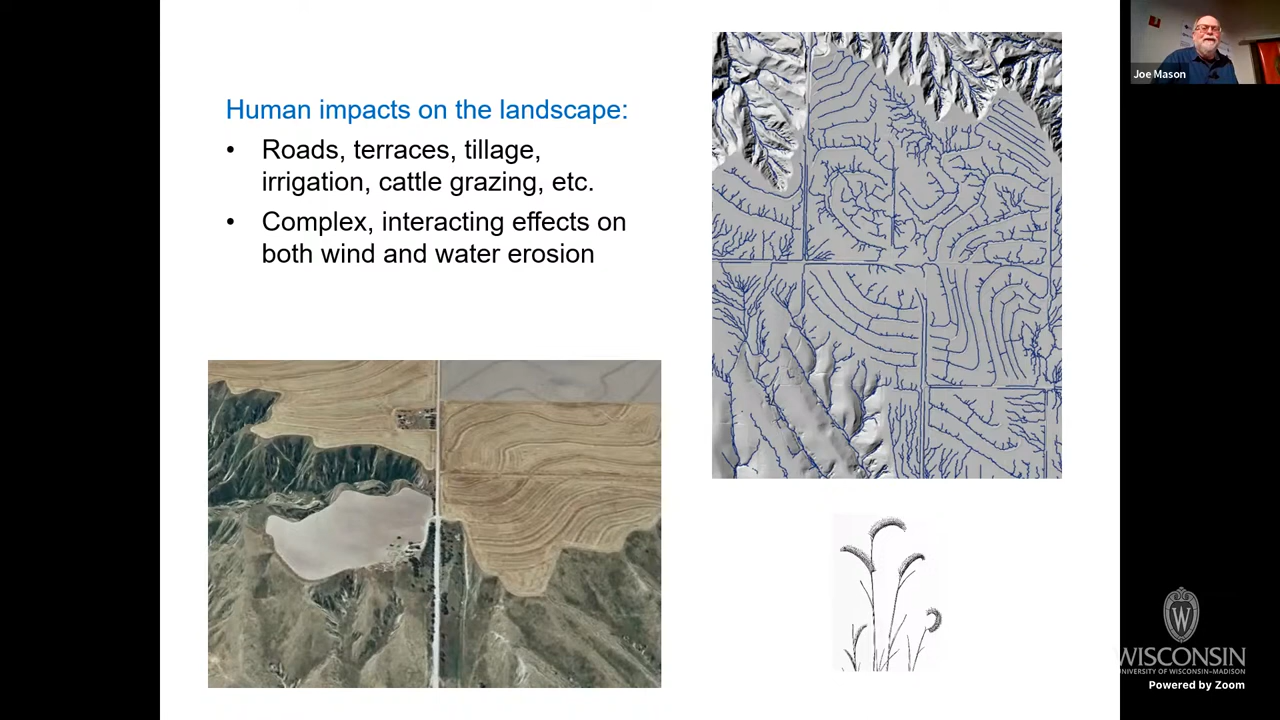 Human impacts on the landscape:
• Roads, terraces, tillage,
irrigation, cattle grazing, etc.
• Complex, interacting effects on
both wind and water erosion
Joe Mason
W
WISCONSIN
UNIVERSITY OF WISCONSIN–MADISON
Powered by Zoom